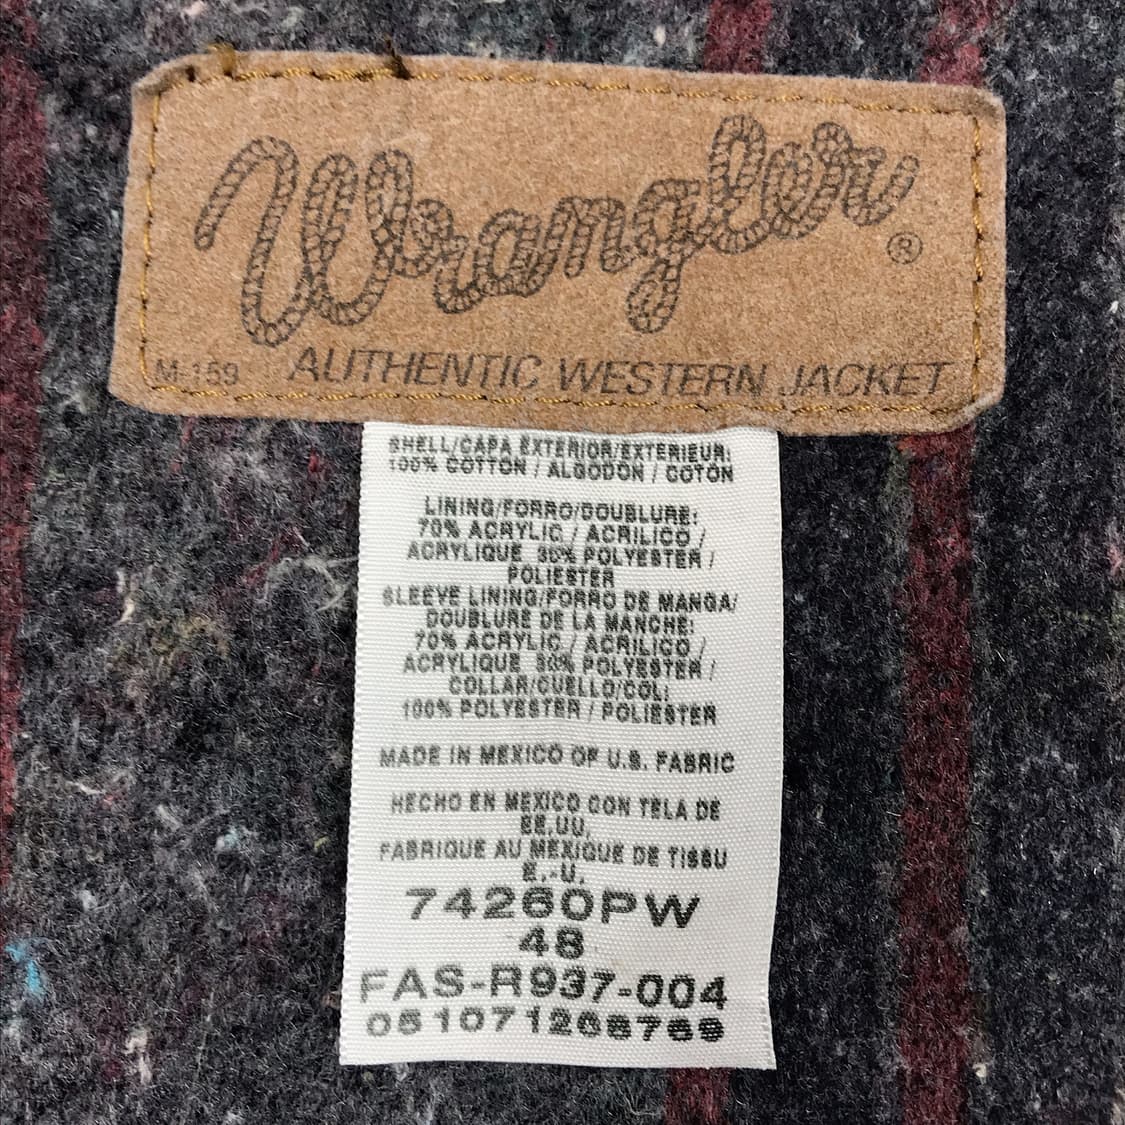 Wrangler®
M-159 AUTHENTIC WESTERN JACKET
SHELL/CAPA EXTERIOR/EXTERIEUR:
100% COTTON / ALGODON / COTON
LINING/FORRO/DOUBLURE:
70% ACRYLIC / ACRILICO /
ACRYLIQUE 30% POLYESTER /
POLIESTER
SLEEVE LINING/FORRO DE MANGA/
DOUBLURE DE LA MANCHE:
70% ACRYLIC / ACRILICO /
ACRYLIQUE 30% POLYESTER /
COLLAR/CUELLO/COL:
100% POLYESTER / POLIESTER
MADE IN MEXICO OF U.S. FABRIC
HECHO EN MEXICO CON TELA DE
EE.UU.
FABRIQUE AU MEXIQUE DE TISSU
E.-U.
74260PW
48
FAS-R937-004
051071268769